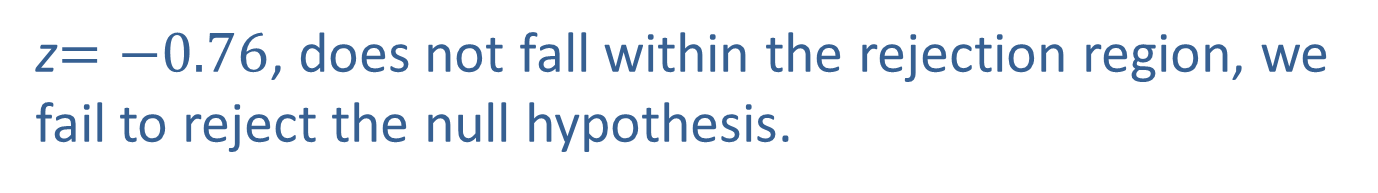 z= −0.76, does not fall within the rejection region, we
fail to reject the null hypothesis.